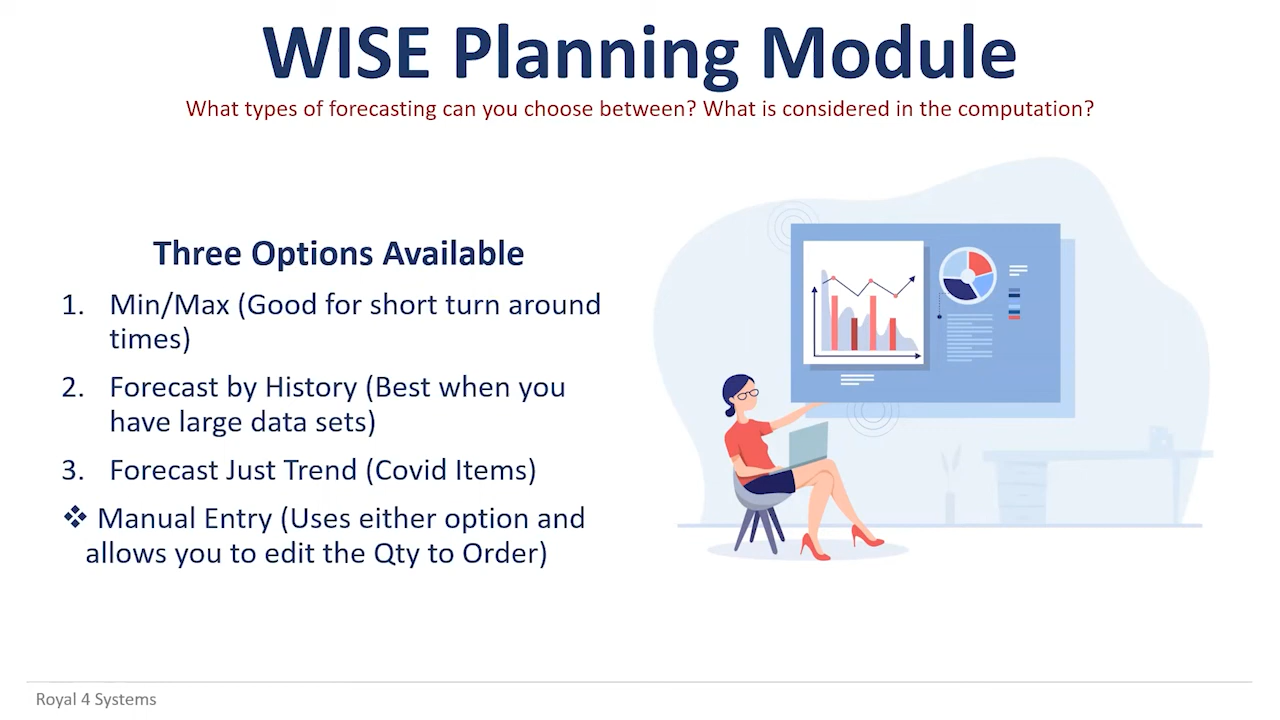 WISE Planning Module
What types of forecasting can you choose between? What is considered in the computation?
Three Options Available
1. Min/Max (Good for short turn around
times)
2. Forecast by History (Best when you
have large data sets)
3. Forecast Just Trend (Covid Items)
❖ Manual Entry (Uses either option and
allows you to edit the Qty to Order)
Royal 4 Systems